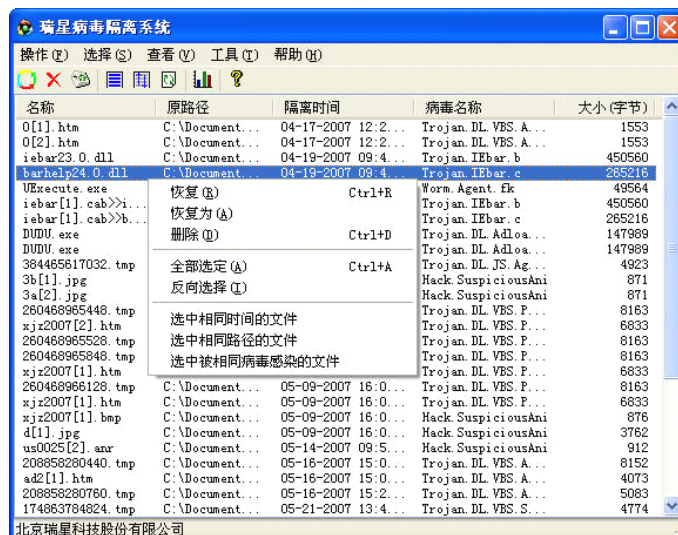 瑞星病毒隔离系统
操作(F) 选择(S) 查看(V) 工具(T) 帮助(H)
名称 原路径 隔离时间 病毒名称 大小(字节)
0[1].htm C:\Document... 04-17-2007 12:2... Trojan.DL.VBS.A... 1553
0[2].htm C:\Document... 04-17-2007 12:2... Trojan.DL.VBS.A... 1553
iebar23.0.dll C:\Document... 04-19-2007 09:4... Trojan.IEbar.b 450560
barhelp24.0.dll C:\Document... 04-19-2007 09:4... Trojan.IEbar.c 265216
UExecute.exe Worm.Agent.fk 49564
iebar[1].cab>>i... Trojan.IEbar.b 450560
iebar[1].cab>>b... Trojan.IEbar.c 265216
DUDU.exe Trojan.DL.Adloa... 147989
DUDU.exe Trojan.DL.Adloa... 147989
384465617032.tmp Trojan.DL.JS.Ag... 4923
3b[1].jpg Hack.SuspiciousAni 871
3a[2].jpg Hack.SuspiciousAni 871
260468965448.tmp Trojan.DL.VBS.P... 8163
xjz2007[2].htm Trojan.DL.VBS.P... 6833
260468965528.tmp Trojan.DL.VBS.P... 8163
260468965848.tmp Trojan.DL.VBS.P... 8163
xjz2007[1].htm Trojan.DL.VBS.P... 6833
260468966128.tmp C:\Document... 05-09-2007 16:0... Trojan.DL.VBS.P... 8163
xjz2007[1].htm C:\Document... 05-09-2007 16:0... Trojan.DL.VBS.P... 6833
xjz2007[1].bmp C:\Document... 05-09-2007 16:0... Hack.SuspiciousAni 876
d[1].jpg C:\Document... 05-09-2007 16:0... Hack.SuspiciousAni 3762
us0025[2].anr C:\Document... 05-14-2007 09:5... Hack.SuspiciousAni 912
208858280440.tmp C:\Document... 05-16-2007 15:0... Trojan.DL.VBS.A... 8152
ad2[1].htm C:\Document... 05-16-2007 15:0... Trojan.DL.VBS.A... 4073
208858280760.tmp C:\Document... 05-16-2007 15:2... Trojan.DL.VBS.A... 5083
174863784824.tmp C:\Document... 05-21-2007 13:4... Trojan.DL.VBS.S... 4774
恢复(R) Ctrl+R
恢复为(A)
删除(D) Ctrl+D
全部选定(A) Ctrl+A
反向选择(I)
选中相同时间的文件
选中相同路径的文件
选中被相同病毒感染的文件
北京瑞星科技股份有限公司